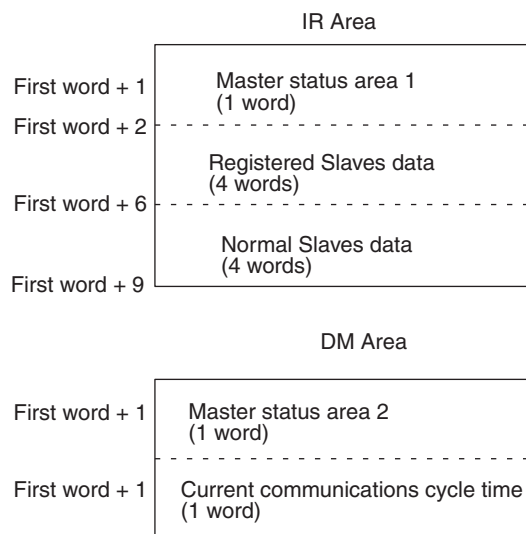 IR Area
First word + 1
Master status area 1
(1 word)
First word + 2
Registered Slaves data
(4 words)
First word + 6
Normal Slaves data
(4 words)
First word + 9
DM Area
First word + 1
Master status area 2
(1 word)
First word + 1
Current communications cycle time
(1 word)